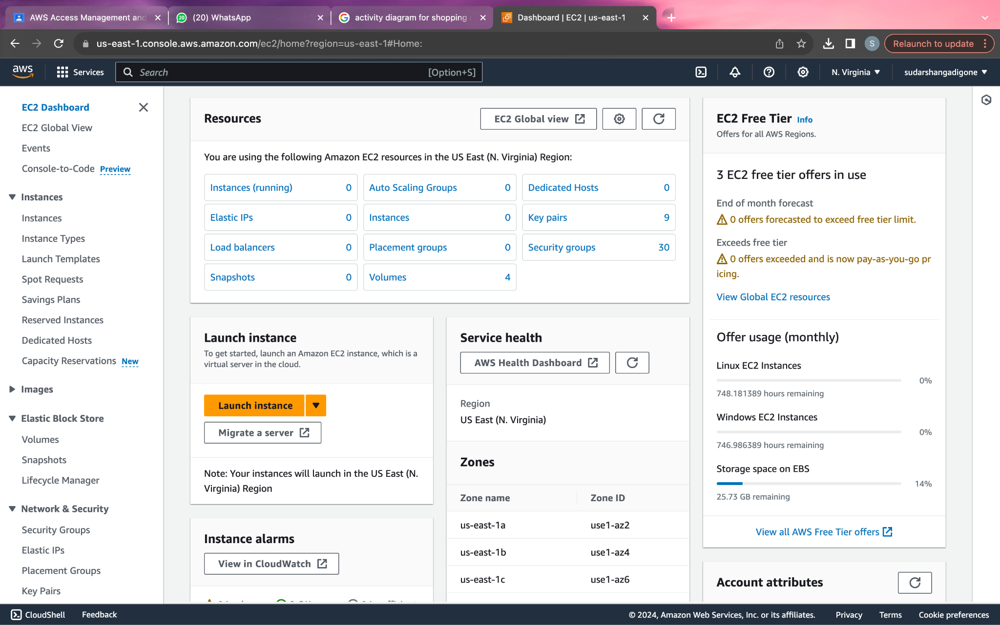 AWS Access Management and
(20) WhatsApp
activity diagram for shopping
Dashboard | EC2 | us-east-1
us-east-1.console.aws.amazon.com/ec2/home?region=us-east-1#Home:
S
Relaunch to update
aws
Services
Search
[Option+S]
N. Virginia
sudarshangadigone
EC2 Dashboard
EC2 Global View
Events
Console-to-Code Preview
Instances
Instances
Instance Types
Launch Templates
Spot Requests
Savings Plans
Reserved Instances
Dedicated Hosts
Capacity Reservations New
Images
Elastic Block Store
Volumes
Snapshots
Lifecycle Manager
Network & Security
Security Groups
Elastic IPs
Placement Groups
Key Pairs
Resources
EC2 Global view
You are using the following Amazon EC2 resources in the US East (N. Virginia) Region:
Instances (running) 0
Auto Scaling Groups 0
Dedicated Hosts 0
Elastic IPs 0
Instances 0
Key pairs 9
Load balancers 0
Placement groups 0
Security groups 30
Snapshots 0
Volumes 4
Launch instance
To get started, launch an Amazon EC2 instance, which is a
virtual server in the cloud.
Launch instance
Migrate a server
Note: Your instances will launch in the US East (N.
Virginia) Region
Instance alarms
View in CloudWatch
Service health
AWS Health Dashboard
Region
US East (N. Virginia)
Zones
Zone name Zone ID
us-east-1a use1-az2
us-east-1b use1-az4
us-east-1c use1-az6
EC2 Free Tier Info
Offers for all AWS Regions.
3 EC2 free tier offers in use
End of month forecast
0 offers forecasted to exceed free tier limit.
Exceeds free tier
0 offers exceeded and is now pay-as-you-go pr
icing.
View Global EC2 resources
Offer usage (monthly)
Linux EC2 Instances
0%
748.181389 hours remaining
Windows EC2 Instances
0%
746.986389 hours remaining
Storage space on EBS
14%
25.73 GB remaining
View all AWS Free Tier offers
Account attributes
CloudShell
Feedback
© 2024, Amazon Web Services, Inc. or its affiliates.
Privacy
Terms
Cookie preferences